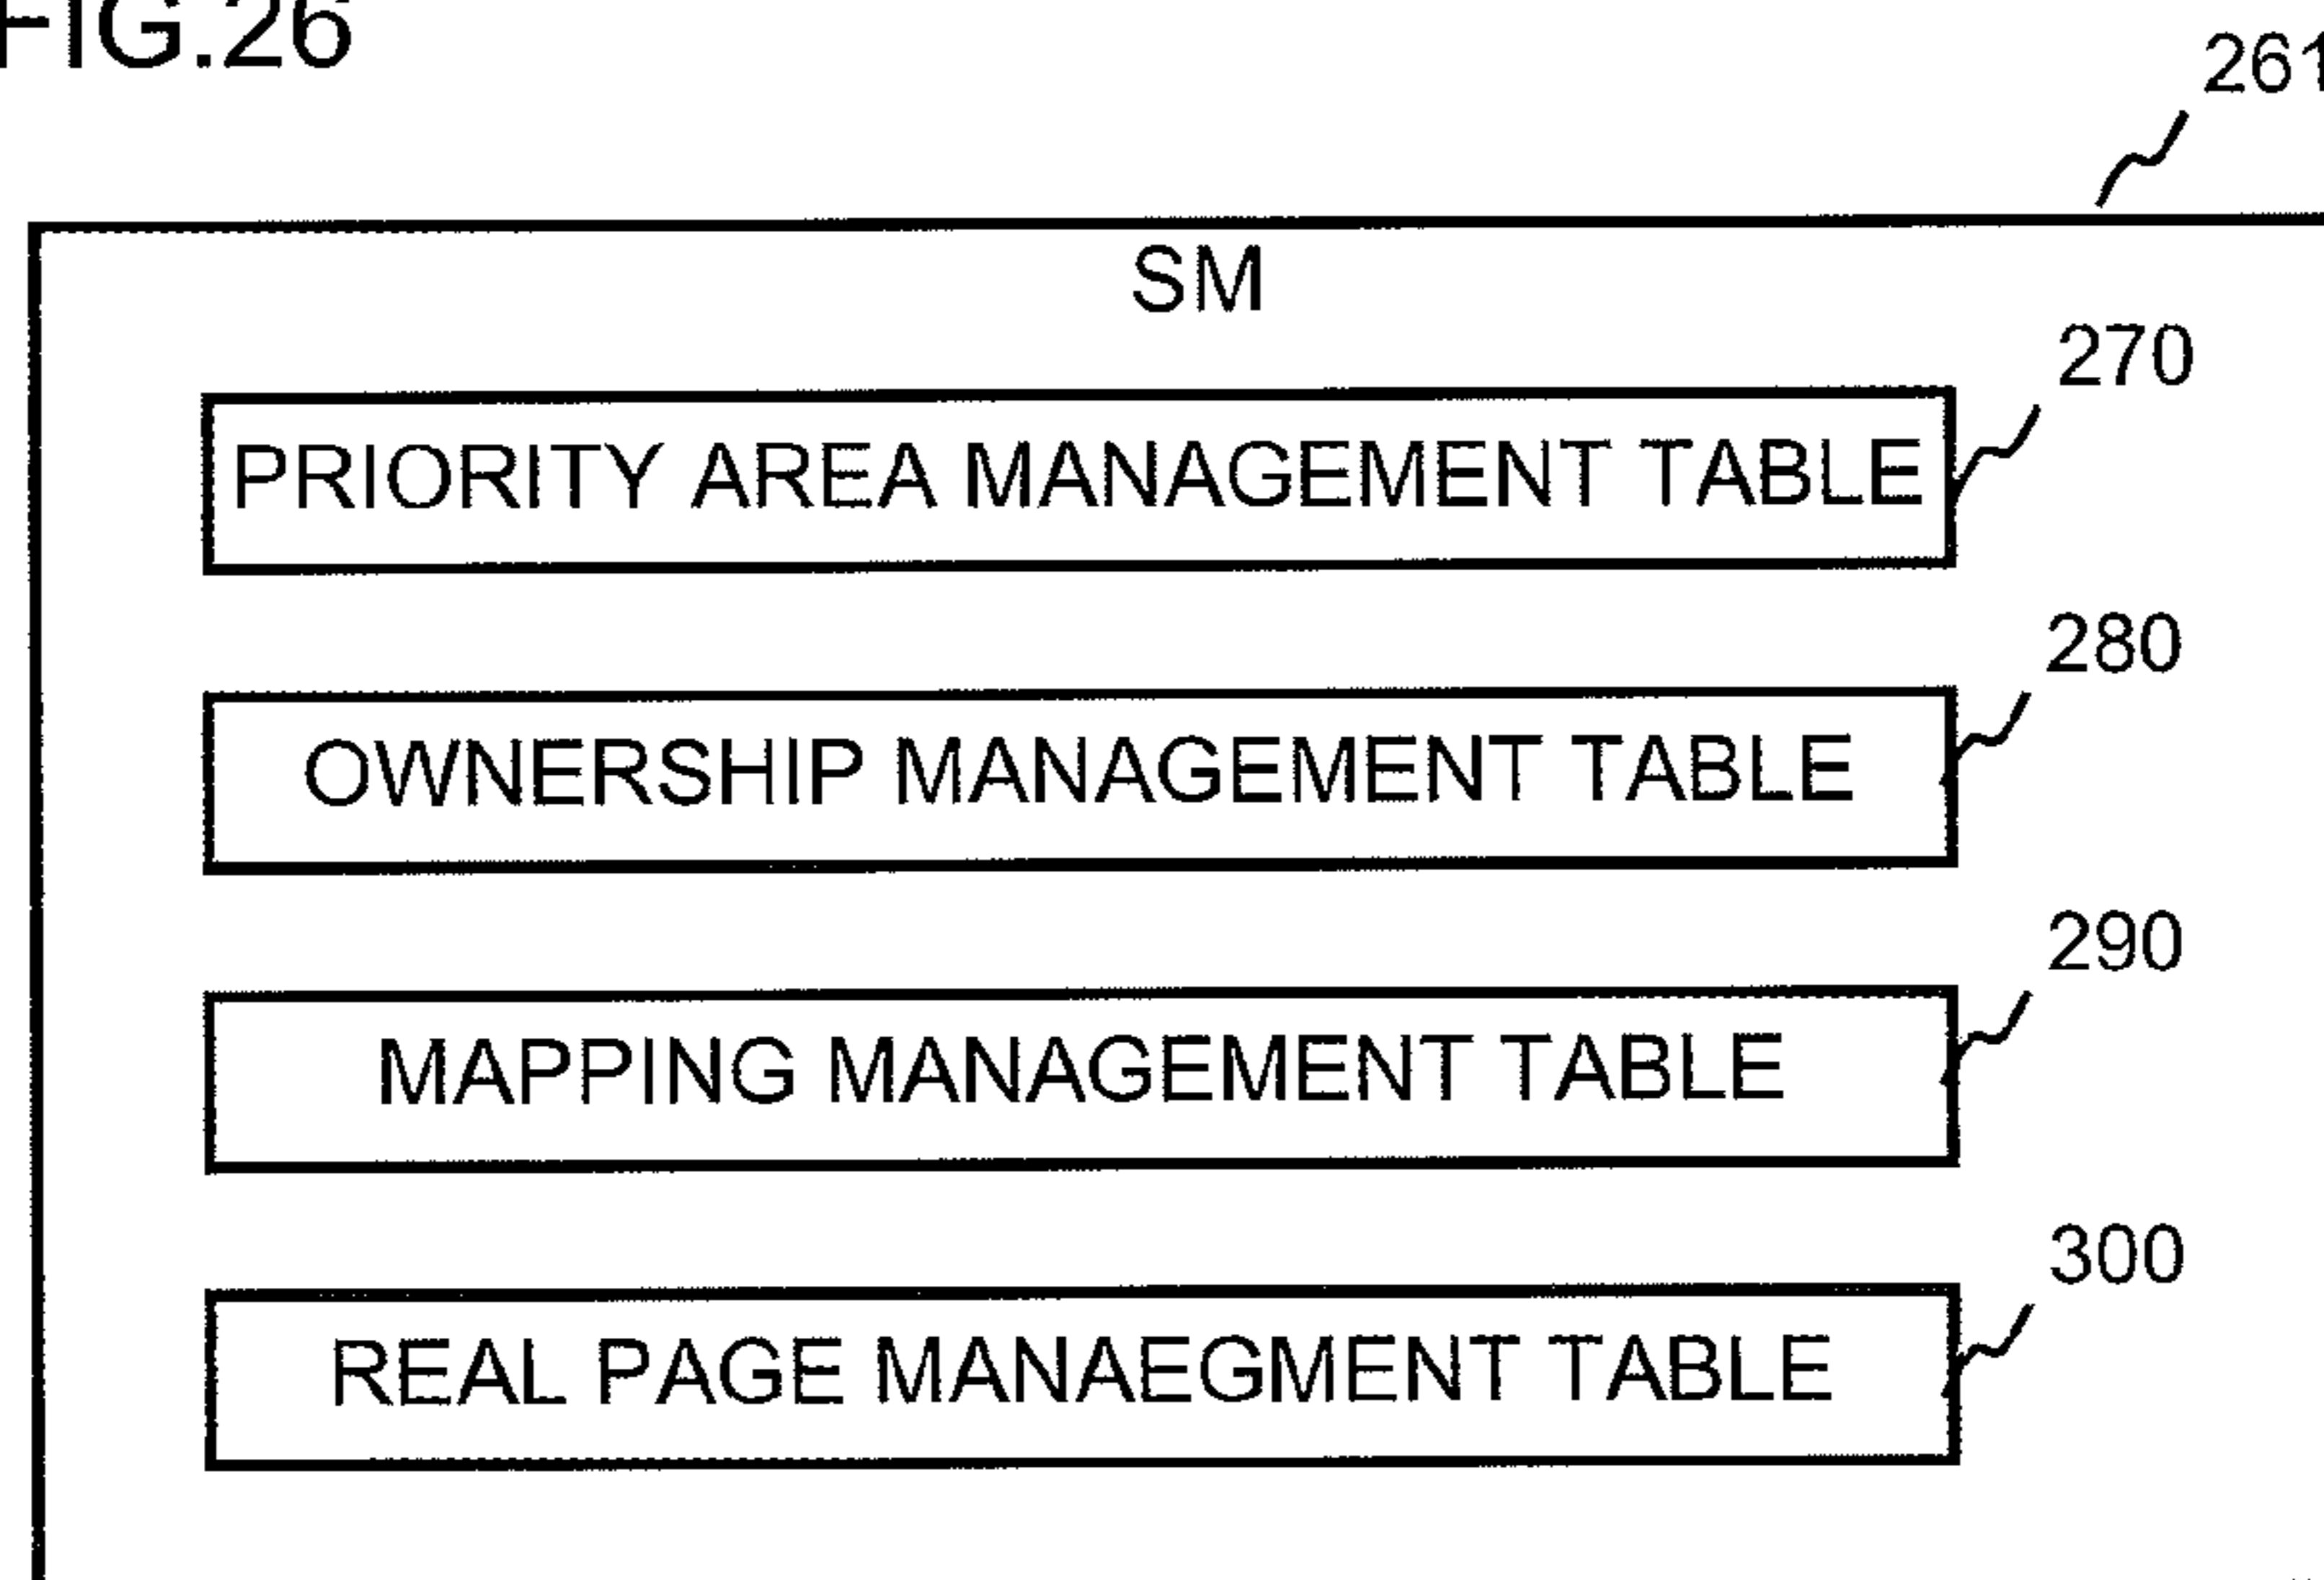 FIG.26
261
SM
270
PRIORITY AREA MANAGEMENT TABLE
280
OWNERSHIP MANAGEMENT TABLE
290
MAPPING MANAGEMENT TABLE
300
REAL PAGE MANAEGMENT TABLE